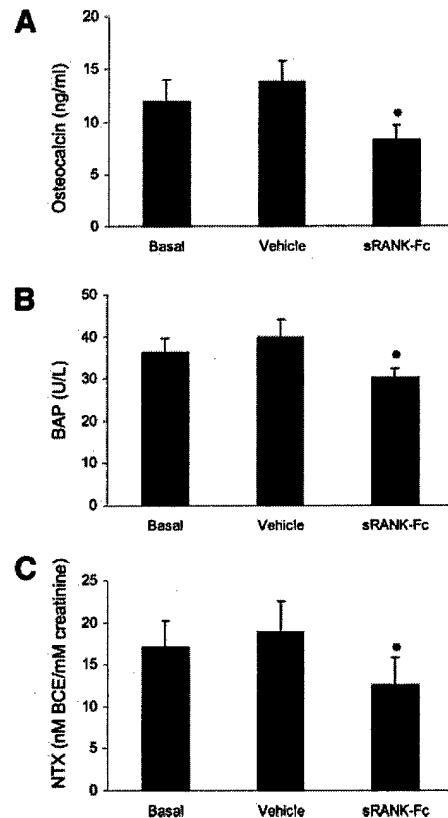 A
Osteocalcin (ng/ml)
20
15
10
5
0
Basal Vehicle sRANK-Fc
B
BAP (U/L)
50
40
30
20
10
0
Basal Vehicle sRANK-Fc
C
NTX (nM BCE/mM creatinine)
25
20
15
10
5
0
Basal Vehicle sRANK-Fc